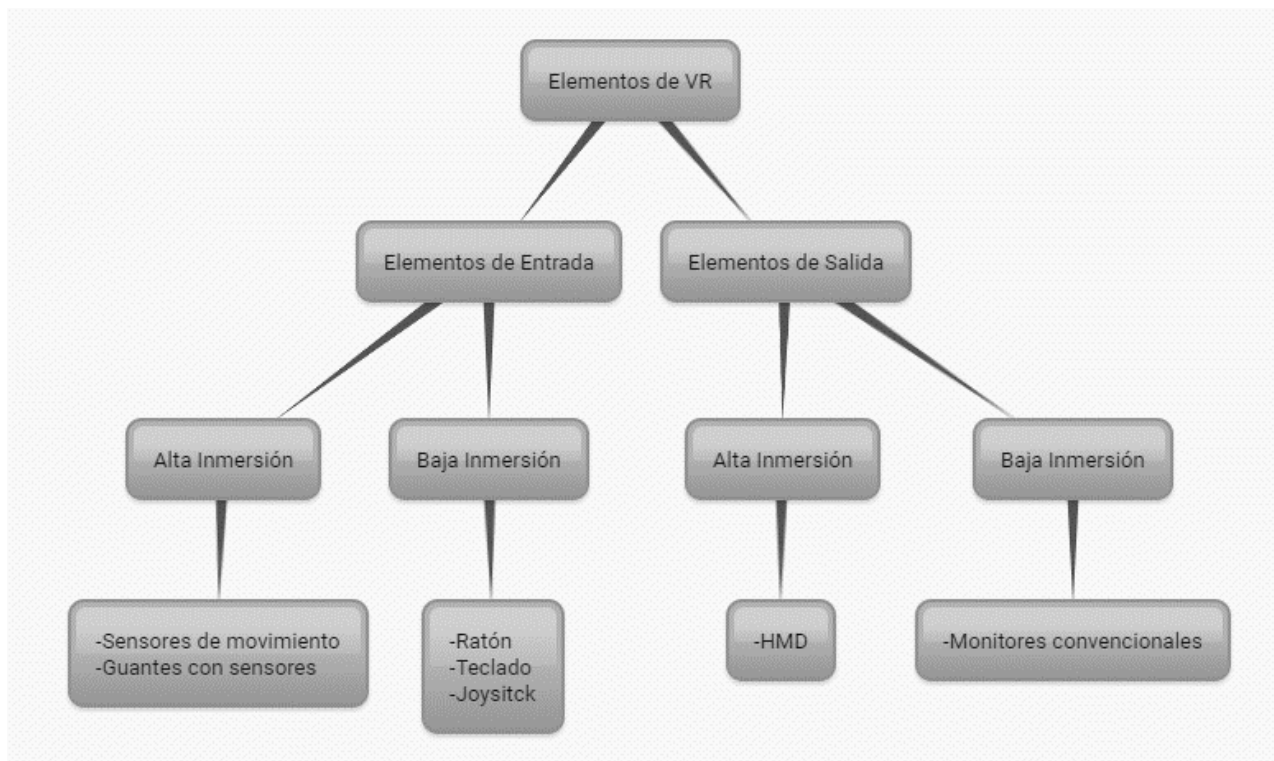 Elementos de VR
Elementos de Entrada
Elementos de Salida
Alta Inmersión
Baja Inmersión
Alta Inmersión
Baja Inmersión
-Sensores de movimiento
-Guantes con sensores
-Ratón
-Teclado
-Joysitck
-HMD
-Monitores convencionales